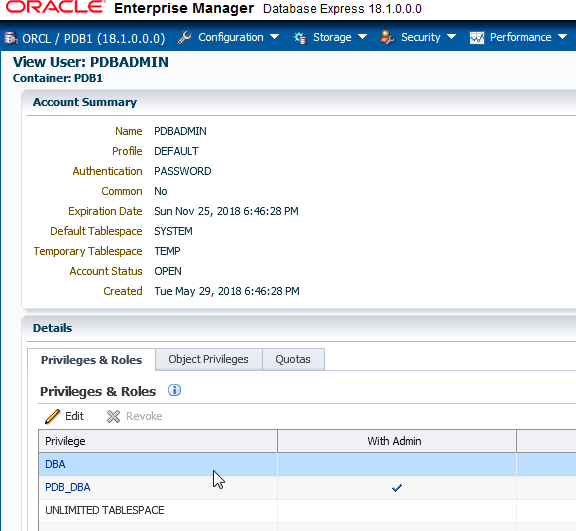 ORACLE Enterprise Manager Database Express 18.1.0.0.0
ORCL / PDB1 (18.1.0.0.0) Configuration Storage Security Performance
View User: PDBADMIN
Container: PDB1
Account Summary
Name PDBADMIN
Profile DEFAULT
Authentication PASSWORD
Common No
Expiration Date Sun Nov 25, 2018 6:46:28 PM
Default Tablespace SYSTEM
Temporary Tablespace TEMP
Account Status OPEN
Created Tue May 29, 2018 6:46:28 PM
Details
Privileges & Roles Object Privileges Quotas
Privileges & Roles i
Edit Revoke
Privilege With Admin
DBA
PDB_DBA
UNLIMITED TABLESPACE